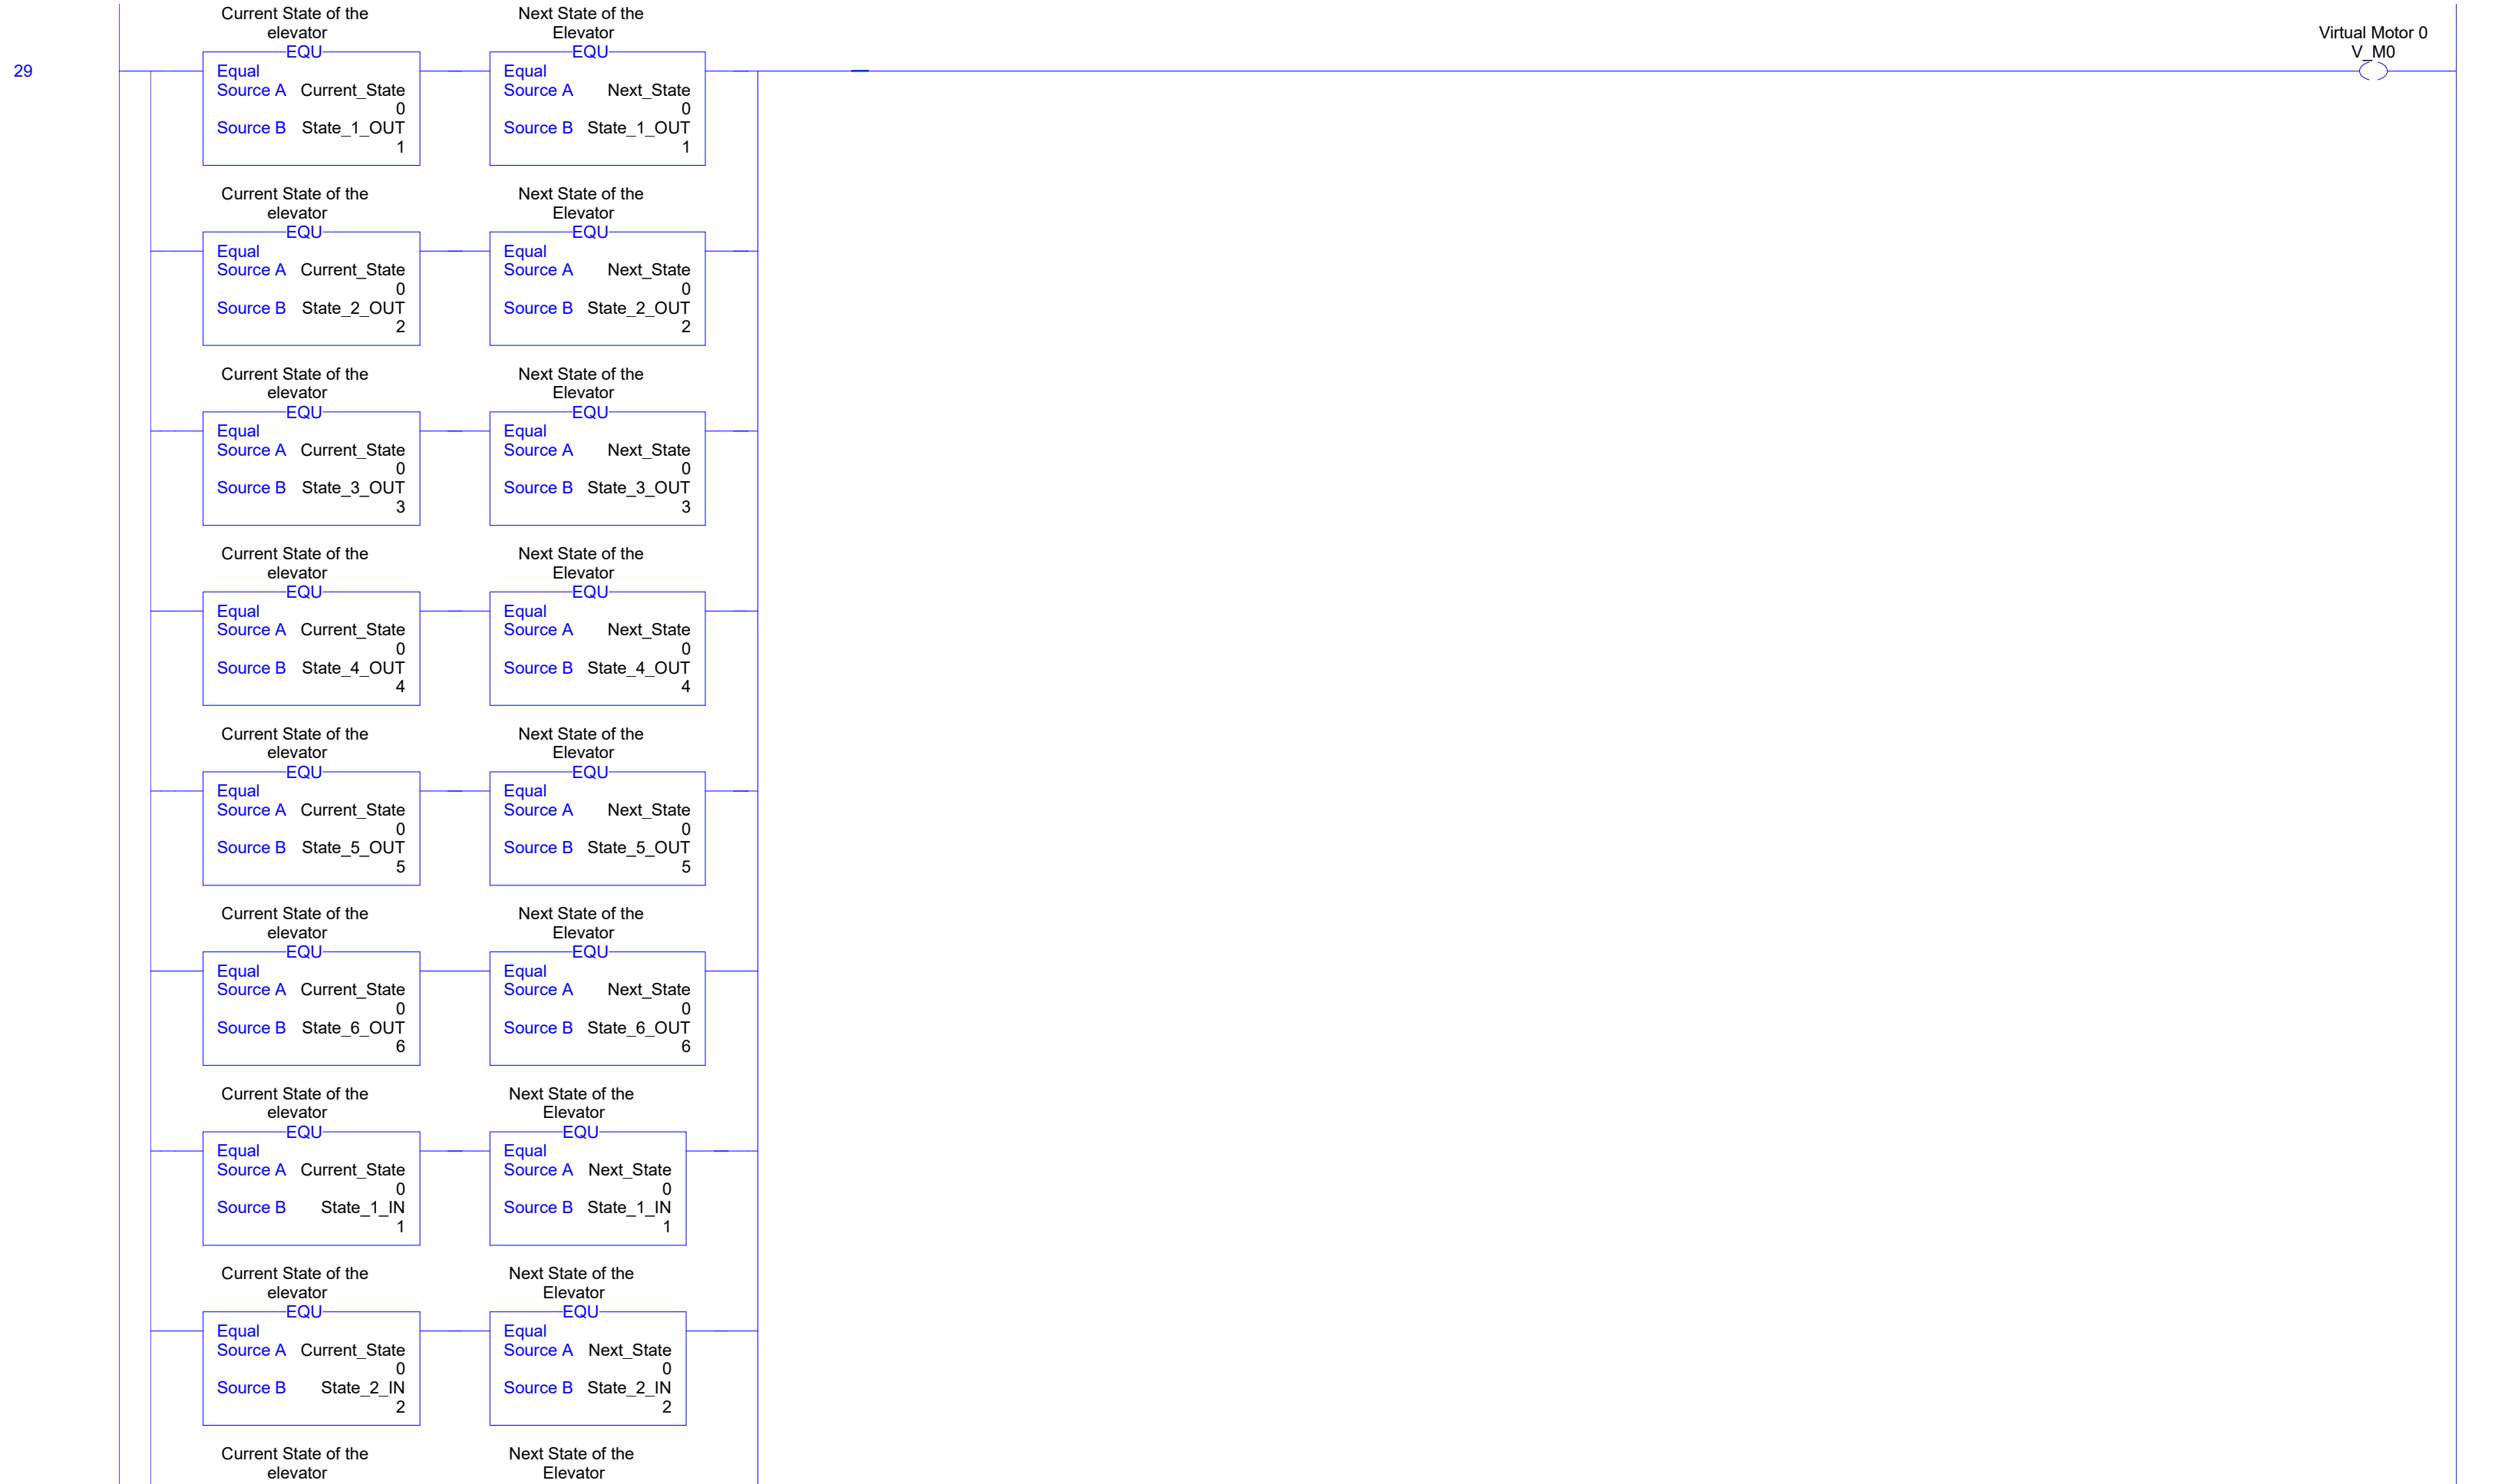 Current State of the
elevator
Next State of the
Elevator
Virtual Motor 0
V_M0
29
EQU
Equal
Source A Current_State
0
Source B State_1_OUT
1
EQU
Equal
Source A Next_State
0
Source B State_1_OUT
1
Current State of the
elevator
EQU
Equal
Source A Current_State
0
Source B State_2_OUT
2
Next State of the
Elevator
EQU
Equal
Source A Next_State
0
Source B State_2_OUT
2
Current State of the
elevator
EQU
Equal
Source A Current_State
0
Source B State_3_OUT
3
Next State of the
Elevator
EQU
Equal
Source A Next_State
0
Source B State_3_OUT
3
Current State of the
elevator
EQU
Equal
Source A Current_State
0
Source B State_4_OUT
4
Next State of the
Elevator
EQU
Equal
Source A Next_State
0
Source B State_4_OUT
4
Current State of the
elevator
EQU
Equal
Source A Current_State
0
Source B State_5_OUT
5
Next State of the
Elevator
EQU
Equal
Source A Next_State
0
Source B State_5_OUT
5
Current State of the
elevator
EQU
Equal
Source A Current_State
0
Source B State_6_OUT
6
Next State of the
Elevator
EQU
Equal
Source A Next_State
0
Source B State_6_OUT
6
Current State of the
elevator
EQU
Equal
Source A Current_State
0
Source B State_1_IN
1
Next State of the
Elevator
EQU
Equal
Source A Next_State
0
Source B State_1_IN
1
Current State of the
elevator
EQU
Equal
Source A Current_State
0
Source B State_2_IN
2
Next State of the
Elevator
EQU
Equal
Source A Next_State
0
Source B State_2_IN
2
Current State of the
elevator
Next State of the
Elevator